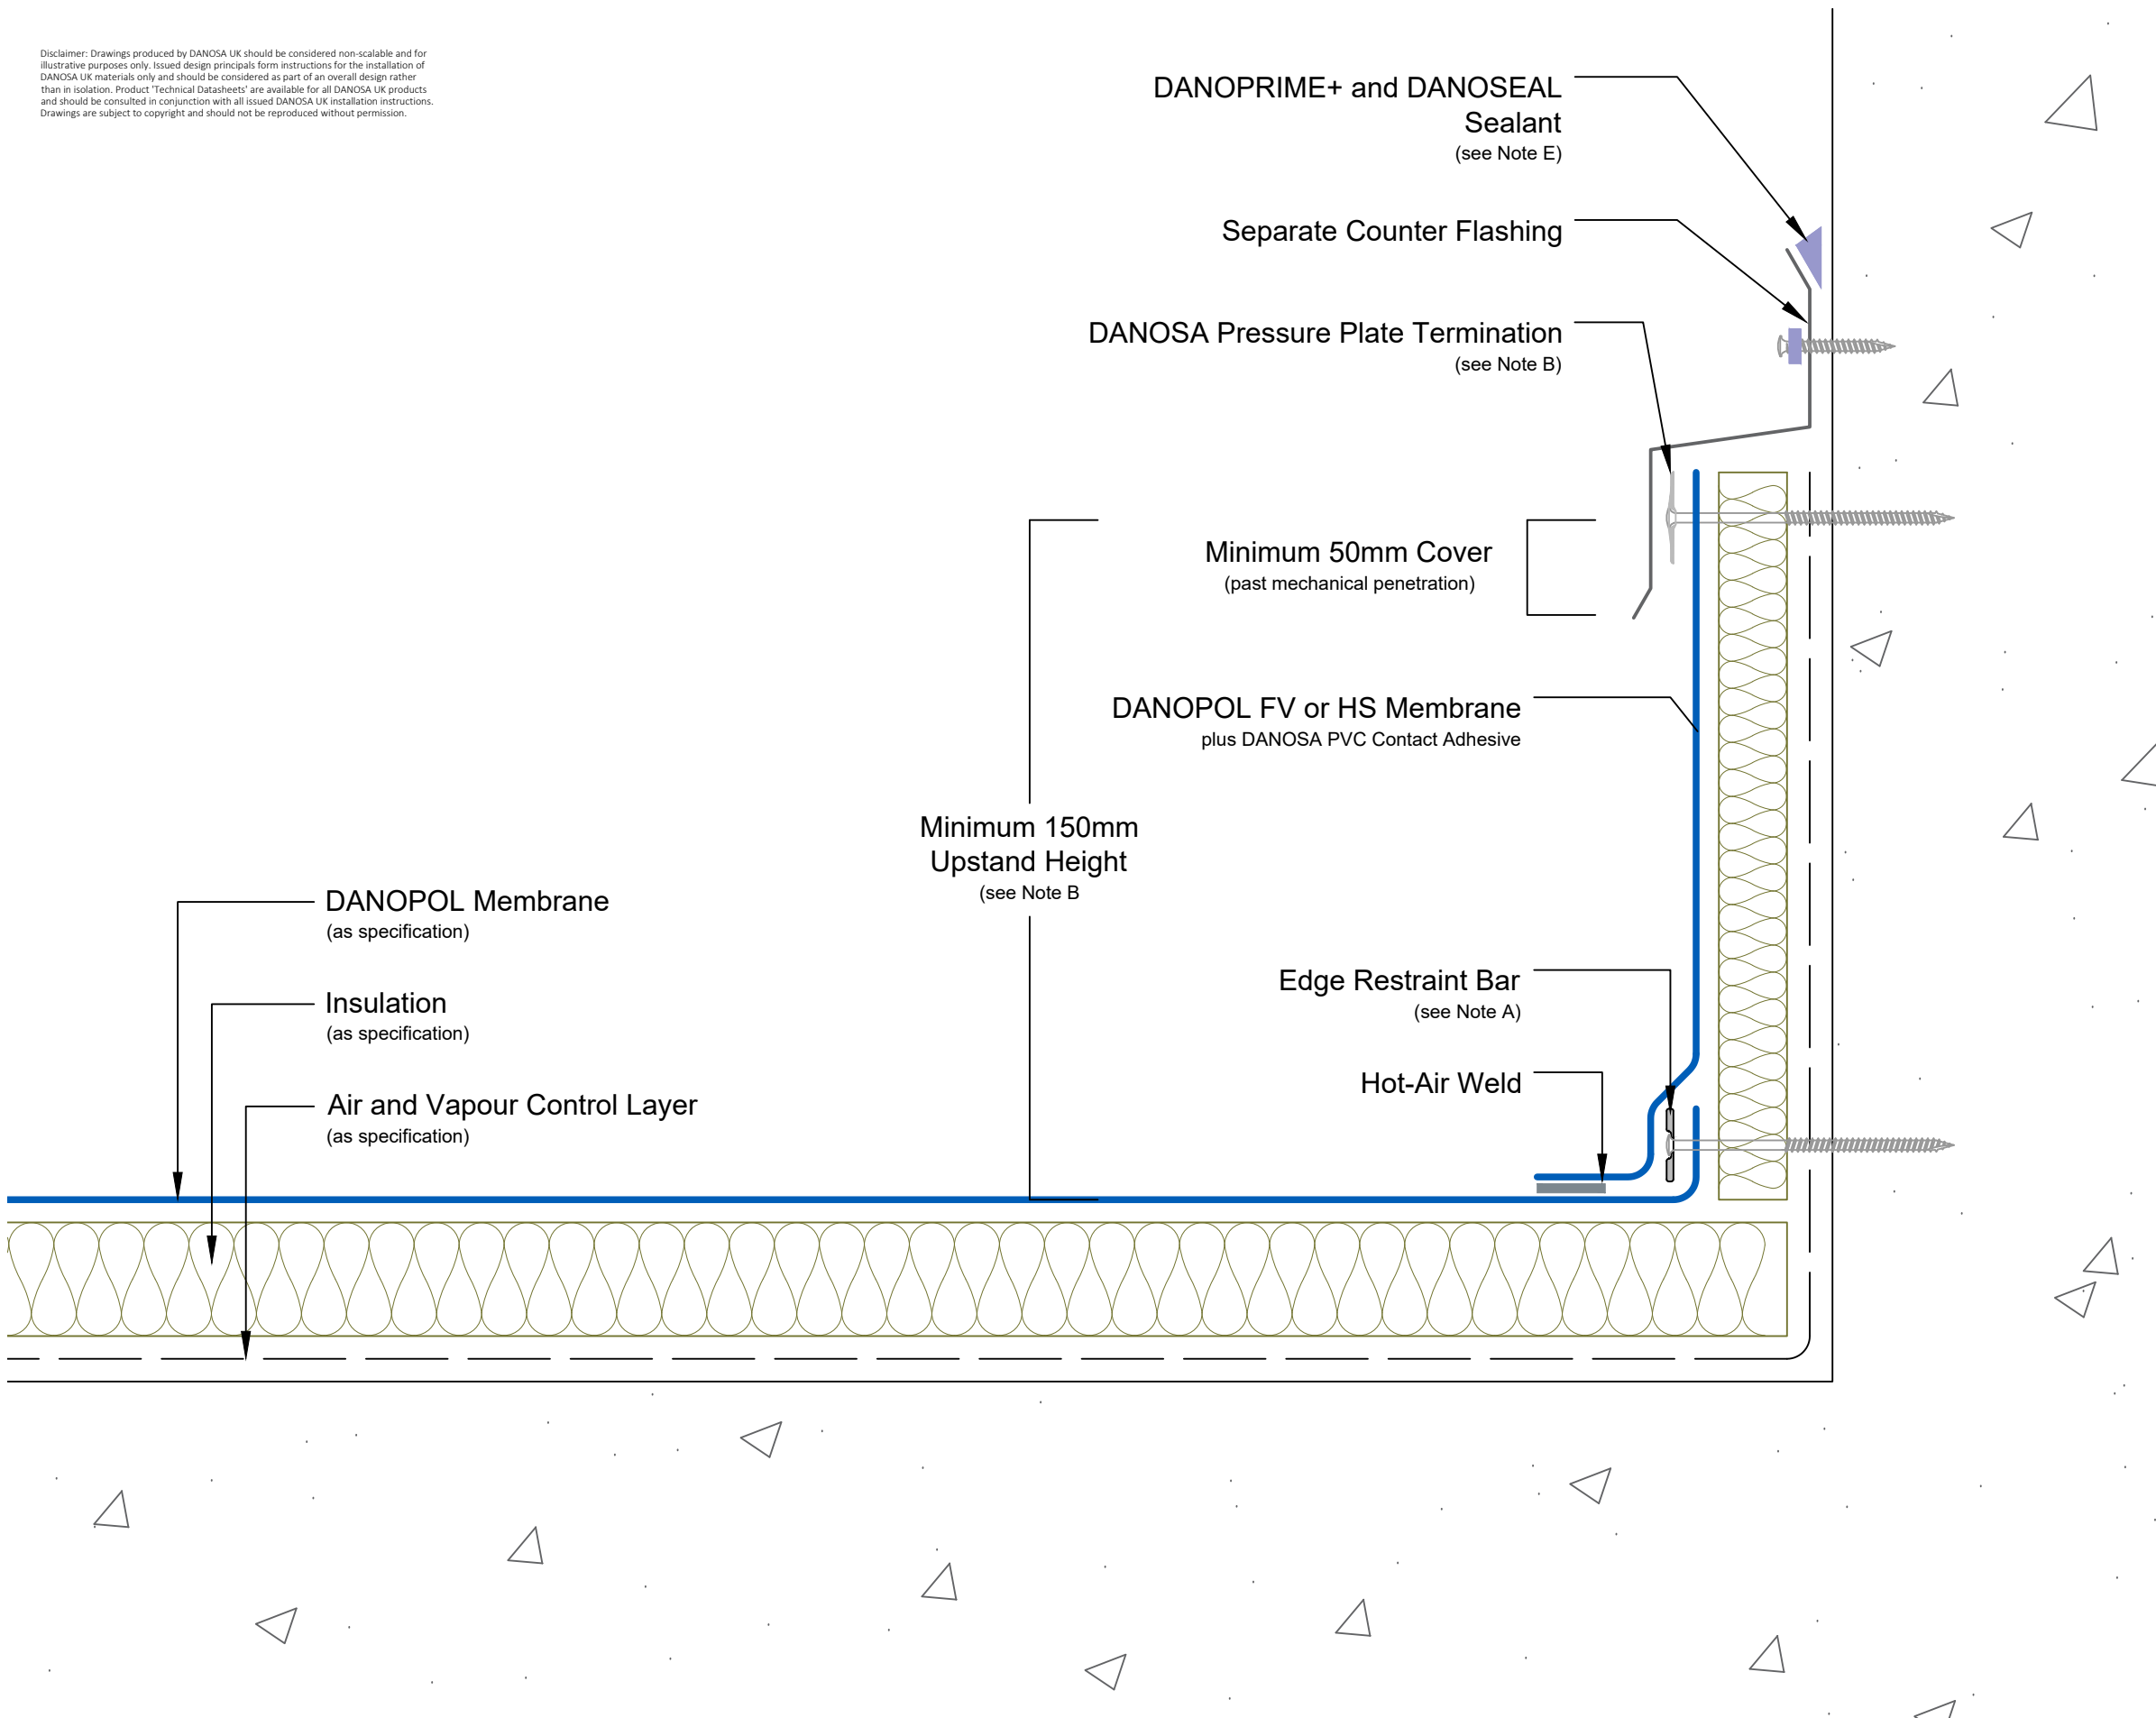 Disclaimer: Drawings produced by DANOSA UK should be considered non-scalable and for
illustrative purposes only. Issued design principals form instructions for the installation of
DANOSA UK materials only and should be considered as part of an overall design rather
than in isolation. Product 'Technical Datasheets' are available for all DANOSA UK products
and should be consulted in conjunction with all issued DANOSA UK installation instructions.
Drawings are subject to copyright and should not be reproduced without permission.
DANOPRIME+ and DANOSEAL
Sealant
(see Note E)
Separate Counter Flashing
DANOSA Pressure Plate Termination
(see Note B)
Minimum 50mm Cover
(past mechanical penetration)
DANOPOL FV or HS Membrane
plus DANOSA PVC Contact Adhesive
Minimum 150mm
Upstand Height
(see Note B
DANOPOL Membrane
(as specification)
Insulation
(as specification)
Air and Vapour Control Layer
(as specification)
Edge Restraint Bar
(see Note A)
Hot-Air Weld